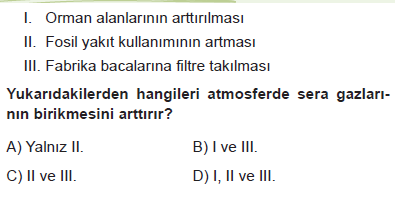 I. Orman alanlarının arttırılması
II. Fosil yakıt kullanımının artması
III. Fabrika bacalarına filtre takılması
Yukarıdakilerden hangileri atmosferde sera gazları-
nın birikmesini arttırır?
A) Yalnız II. B) I ve III.
C) II ve III. D) I, II ve III.